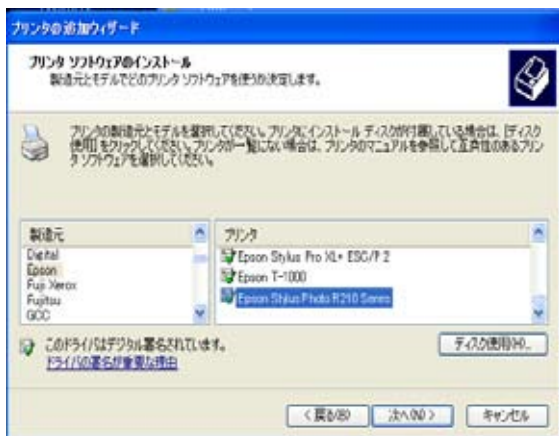 プリンタの追加ウィザード
プリンタ ソフトウェアのインストール
製造元とモデルでどのプリンタ ソフトウェアを使うか決定します。
プリンタの製造元とモデルを選択してください。プリンタにインストール ディスクが付属している場合は、[ディスク
使用] をクリックしてください。プリンタが一覧にない場合は、プリンタのマニュアルを参照して互換性のあるプリン
タ ソフトウェアを選択してください。
製造元
Digital
Epson
Fuji Xerox
Fujitsu
GCC
プリンタ
Epson Stylus Pro XL+ ESC/P 2
Epson T-1000
Epson Stylus Photo R210 Series
このドライバはデジタル署名されています。
ドライバの署名が重要な理由
ディスク使用(H)...
< 戻る(B)
次へ(N) >
キャンセル